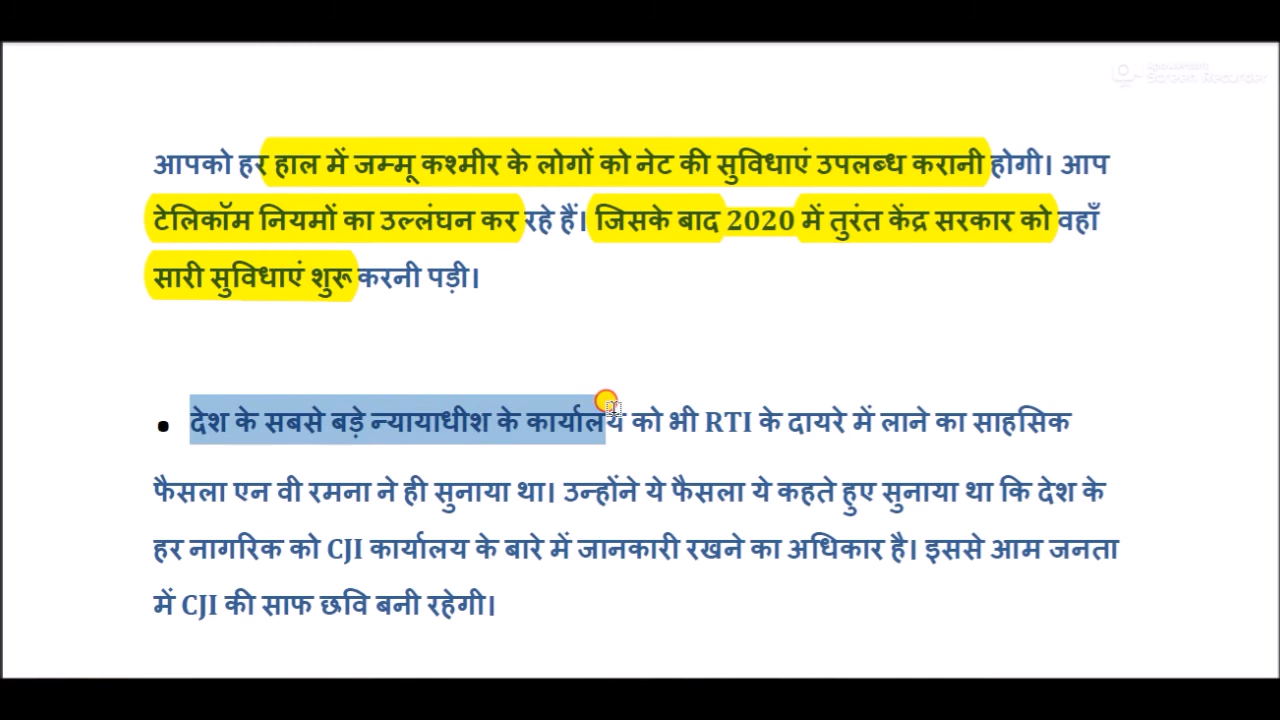 आपको हर हाल में जम्मू कश्मीर के लोगों को नेट की सुविधाएं उपलब्ध करानी होगी। आप
टेलिकॉम नियमों का उल्लंघन कर रहे हैं। जिसके बाद 2020 में तुरंत केंद्र सरकार को वहाँ
सारी सुविधाएं शुरू करनी पड़ी।
• देश के सबसे बड़े न्यायाधीश के कार्यालय को भी RTI के दायरे में लाने का साहसिक
फैसला एन वी रमना ने ही सुनाया था। उन्होंने ये फैसला ये कहते हुए सुनाया था कि देश के
हर नागरिक को CJI कार्यालय के बारे में जानकारी रखने का अधिकार है। इससे आम जनता
में CJI की साफ छवि बनी रहेगी।